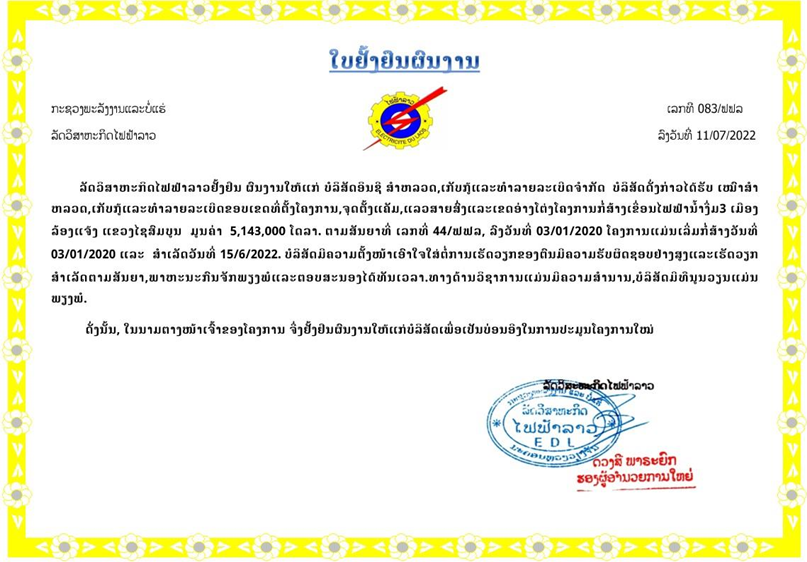 ໃບຢັ້ງຢືນຜົນງານ
ກະຊວງພະລັງງານແລະບໍ່ແຮ່
ໄຟຟ້າລາວ
ELECTRICITE DU LAOS
ເລກທີ 083/ຟຟລ
ລັດວິສາຫະກິດໄຟຟ້າລາວ
ລົງວັນທີ 11/07/2022
ລັດວິສາຫະກິດໄຟຟ້າລາວຢັ້ງຢືນ ຜົນງານໃຫ້ແກ່ ບໍລິສັດອິນຊີ ສຳຫລວດ,ເກັບກູ້ແລະທຳລາຍລະເບີດຈຳກັດ ບໍລິສັດດັ່ງກ່າວໄດ້ຮັບ ເໝົາສຳ
ຫລວດ,ເກັບກູ້ແລະທຳລາຍລະເບີດຂອບເຂດທີ່ຕັ້ງໂຄງການ,ຈຸດຕັ້ງແຄ້ມ,ແລວສາຍສົ່ງແລະເຂດອ່າງໂຕ່ງໂຄງການກໍ່ສ້າງເຂື່ອນໄຟຟ້ານ້ຳງື່ມ3 ເມືອງ
ລ້ອງແຈ້ງ ແຂວງໄຊສົມບູນ ມູນຄ່າ 5,143,000 ໂດລາ. ຕາມສັນຍາທີ່ ເລກທີ 44/ຟຟລ, ລົງວັນທີ 03/01/2020 ໂຄງການແມ່ນເລີ່ມກໍ່ສ້າງວັນທີ
03/01/2020 ແລະ ສຳເລັດວັນທີ 15/6/2022. ບໍລິສັດມີຄວາມຕັ້ງໜ້າເອົາໃຈໃສ່ຕໍ່ການເຮັດວຽກຂອງຕົນມີຄວາມຮັບຜິດຊອບຢ່າງສູງແລະເຮັດວຽກ
ສຳເລັດຕາມສັນຍາ,ພາຫະນະກົນຈັກພຽງພໍແລະຕອບສະນອງໄດ້ທັນເວລາ.ທາງດ້ານວິຊາການແມ່ນມີຄວາມສຳນານ,ບໍລິສັດມີທຶນູນວຽນແມ່ນ
ພຽງພໍ.
ດັ່ງນັ້ນ, ໃນນາມຕາງໜ້າເຈົ້າຂອງໂຄງການ ຈຶ່ງຢັ້ງຢືນຜົນງານໃຫ້ແກ່ບໍລິສັດເພື່ອເປັນບ່ອນອີງໃນການປະມູນໂຄງການໃໝ່
ລັດວິສະຫະກິດໄຟຟ້າລາວ
ລັດວິສາຫະກິດ
ໄຟຟ້າລາວ
EDL
ດວງສີ ພາຣະຍົກ
ຮອງຜູ້ອຳນວຍການໃຫຍ່